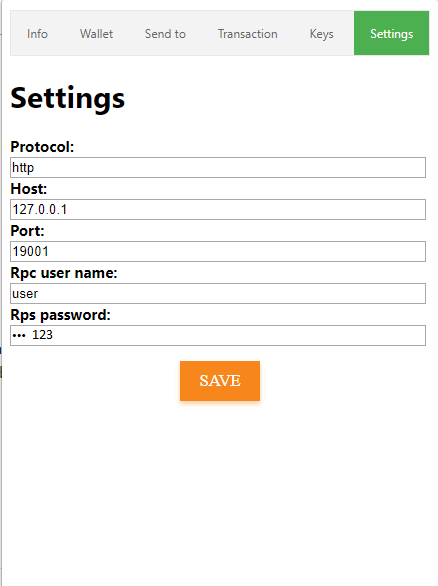 Info Wallet Send to Transaction Keys Settings
Settings
Protocol:
http
Host:
127.0.0.1
Port:
19001
Rpc user name:
user
Rps password:
••• 123
SAVE